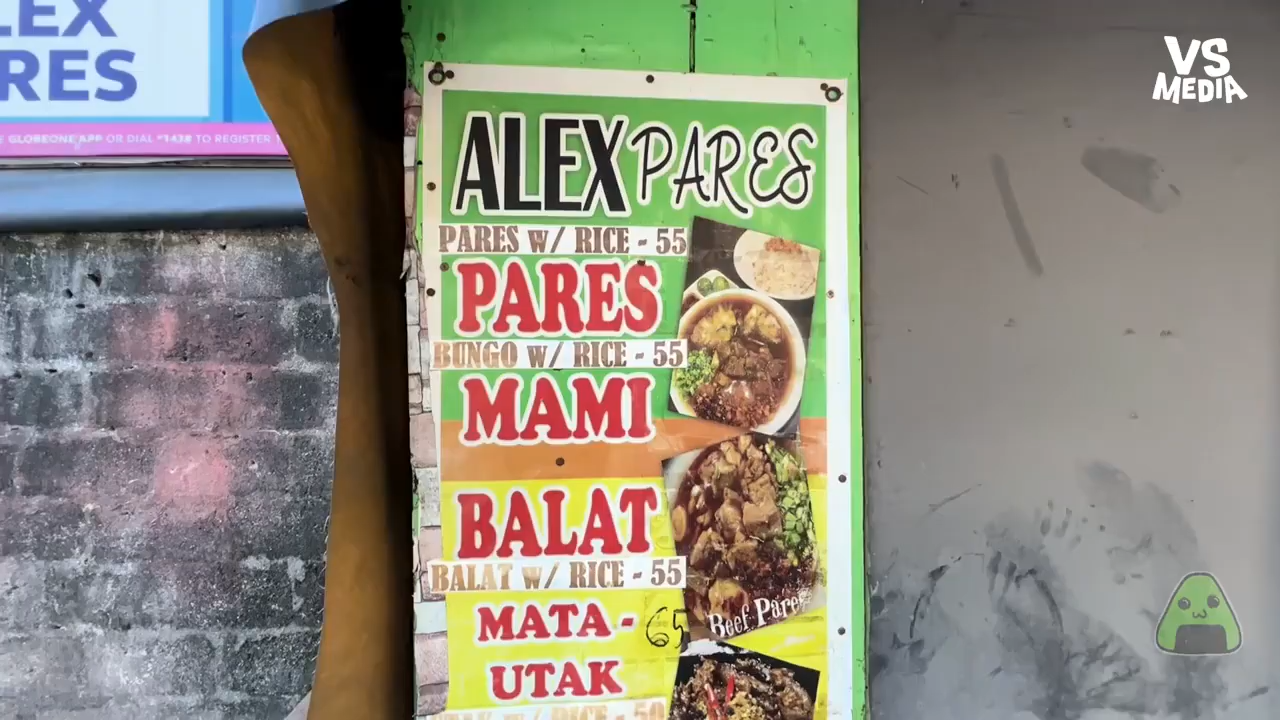 LEX
RES
GLOBEONE APP OR DIAL *143# TO REGISTER
VS
MEDIA
ALEX PARES
PARES W/ RICE - 55
PARES
BUNGO W/ RICE - 55
MAMI
BALAT
BALAT W/ RICE - 55
Beef Pares
MATA - 65
UTAK